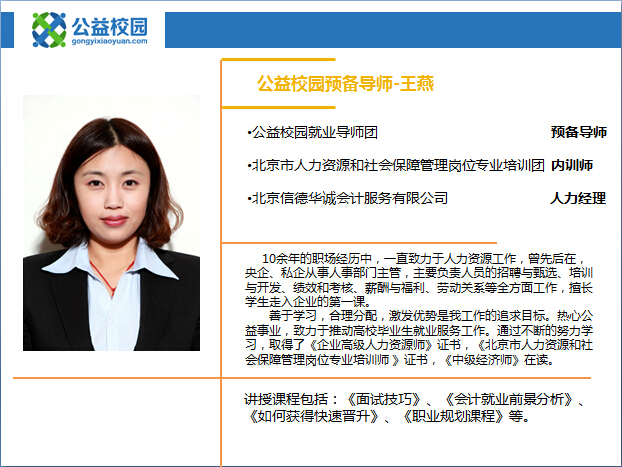 公益校园
gongyixiaoyuan.com
公益校园预备导师-王燕
•公益校园就业导师团 预备导师
•北京市人力资源和社会保障管理岗位专业培训团 内训师
•北京信德华诚会计服务有限公司 人力经理
10余年的职场经历中，一直致力于人力资源工作，曾先后在，
央企、私企从事人事部门主管，主要负责人员的招聘与甄选、培训
与开发、绩效和考核、薪酬与福利、劳动关系等全方面工作，擅长
学生走入企业的第一课。
善于学习，合理分配，激发优势是我工作的追求目标。热心公
益事业，致力于推动高校毕业生就业服务工作。通过不断的努力学
习，取得了《企业高级人力资源师》证书，《北京市人力资源和社
会保障管理岗位专业培训师 》证书，《中级经济师》在读。
讲授课程包括：《面试技巧》、《会计就业前景分析》、
《如何获得快速晋升》、《职业规划课程》等。